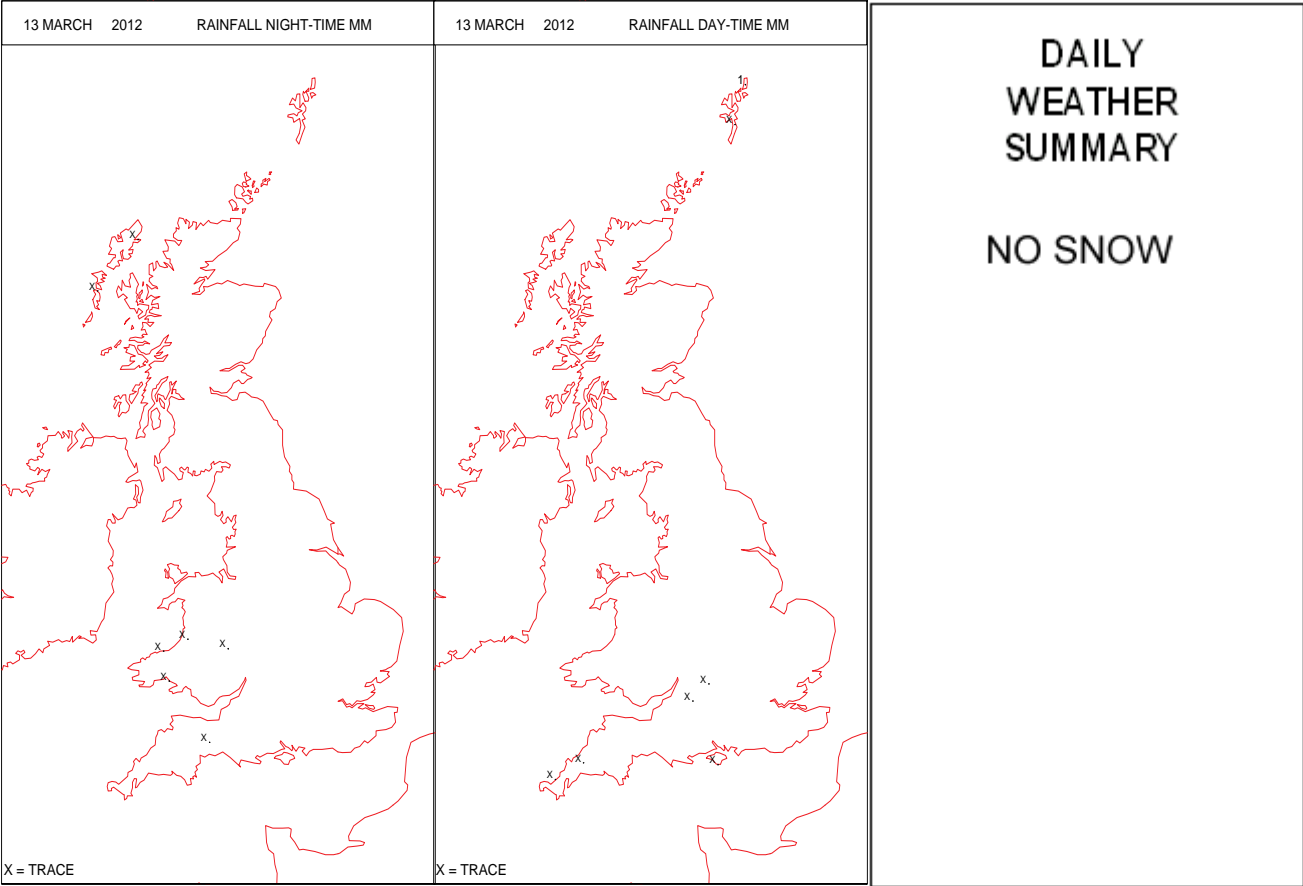 13 MARCH 2012 RAINFALL NIGHT-TIME MM
X
X
X.
X.
X.
X.
X.
X = TRACE
13 MARCH 2012 RAINFALL DAY-TIME MM
1.
X.
X.
X.
X.
X.
X.
X = TRACE
DAILY
WEATHER
SUMMARY
NO SNOW